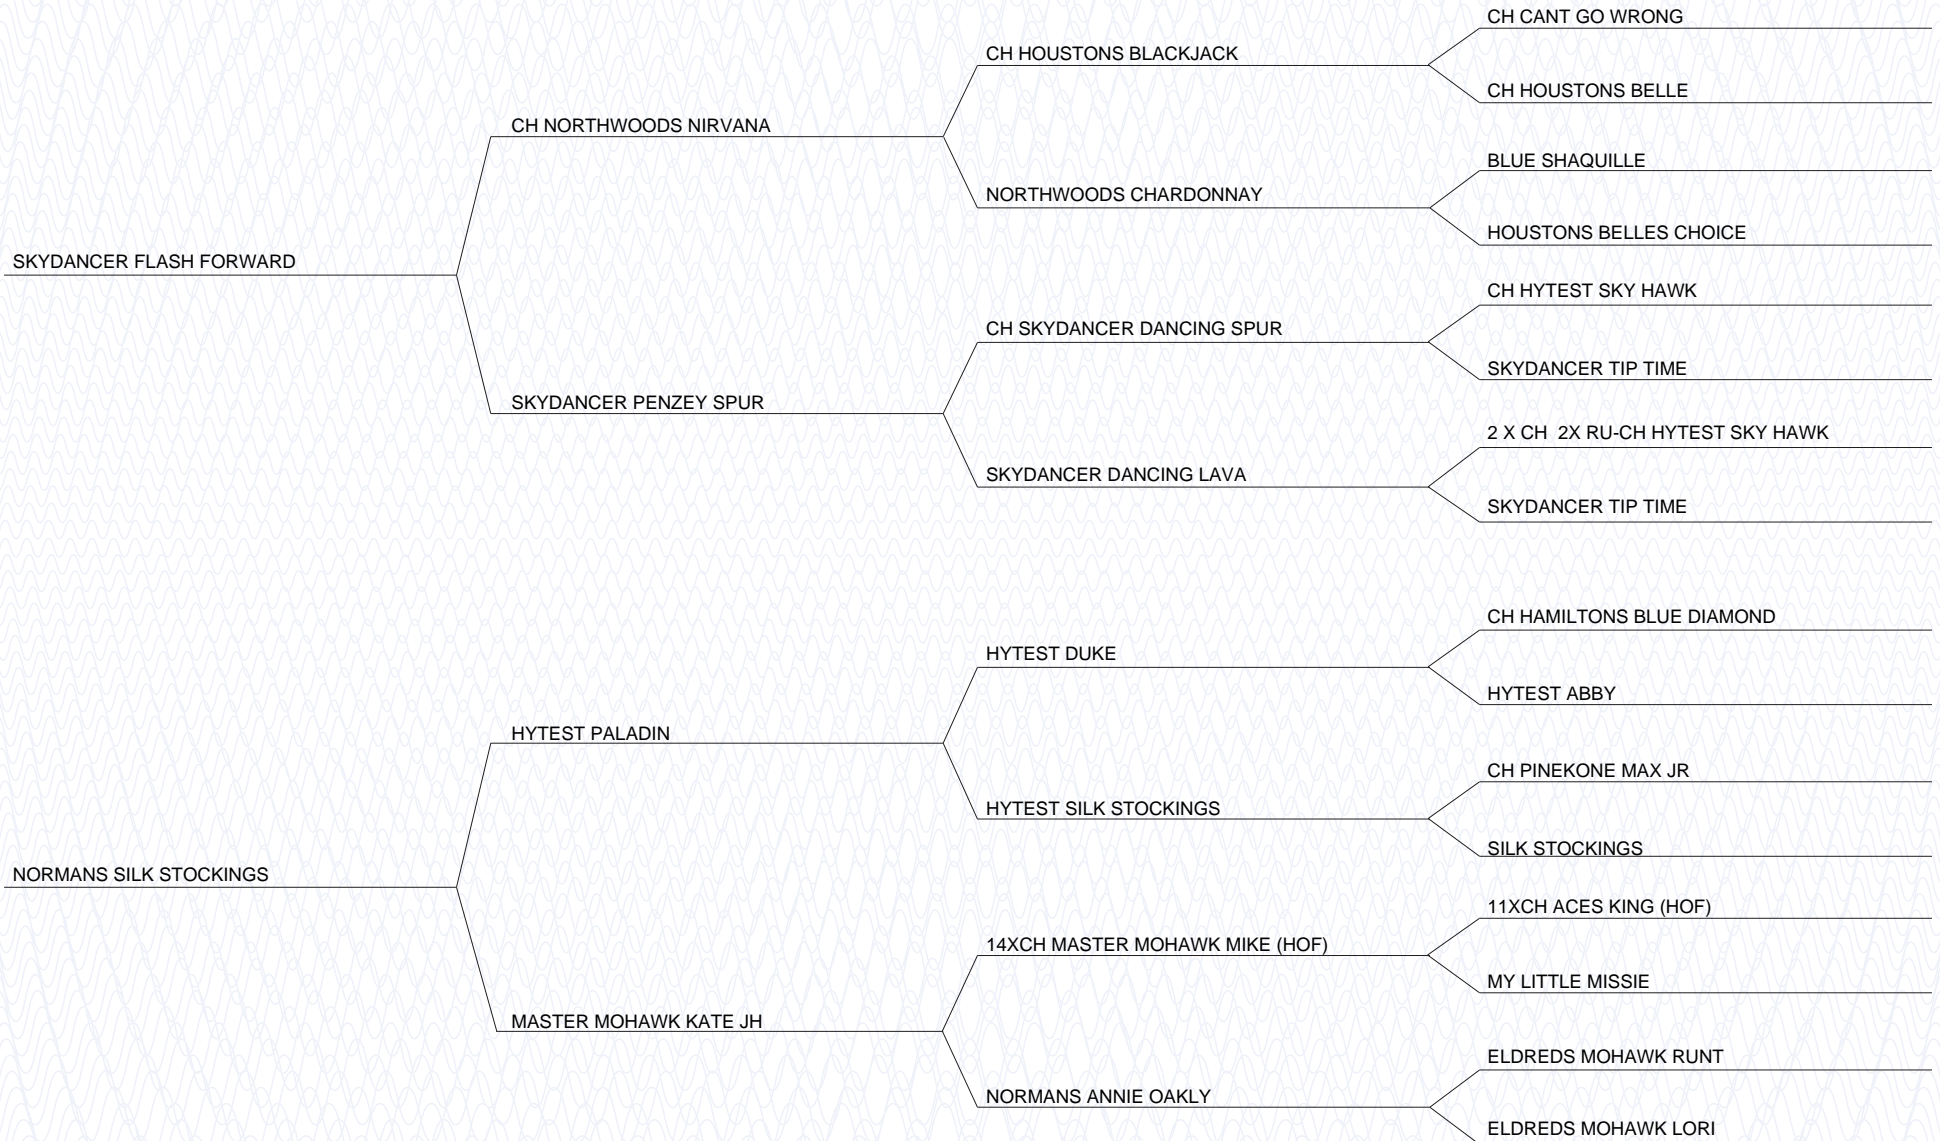 CH CANT GO WRONG
CH HOUSTONS BLACKJACK
CH HOUSTONS BELLE
CH NORTHWOODS NIRVANA
BLUE SHAQUILLE
NORTHWOODS CHARDONNAY
HOUSTONS BELLES CHOICE
SKYDANCER FLASH FORWARD
CH HYTEST SKY HAWK
CH SKYDANCER DANCING SPUR
SKYDANCER TIP TIME
SKYDANCER PENZEY SPUR
2 X CH  2X RU-CH HYTEST SKY HAWK
SKYDANCER DANCING LAVA
SKYDANCER TIP TIME
CH HAMILTONS BLUE DIAMOND
HYTEST DUKE
HYTEST ABBY
HYTEST PALADIN
CH PINEKONE MAX JR
HYTEST SILK STOCKINGS
SILK STOCKINGS
NORMANS SILK STOCKINGS
11XCH ACES KING (HOF)
14XCH MASTER MOHAWK MIKE (HOF)
MY LITTLE MISSIE
MASTER MOHAWK KATE JH
ELDREDS MOHAWK RUNT
NORMANS ANNIE OAKLY
ELDREDS MOHAWK LORI